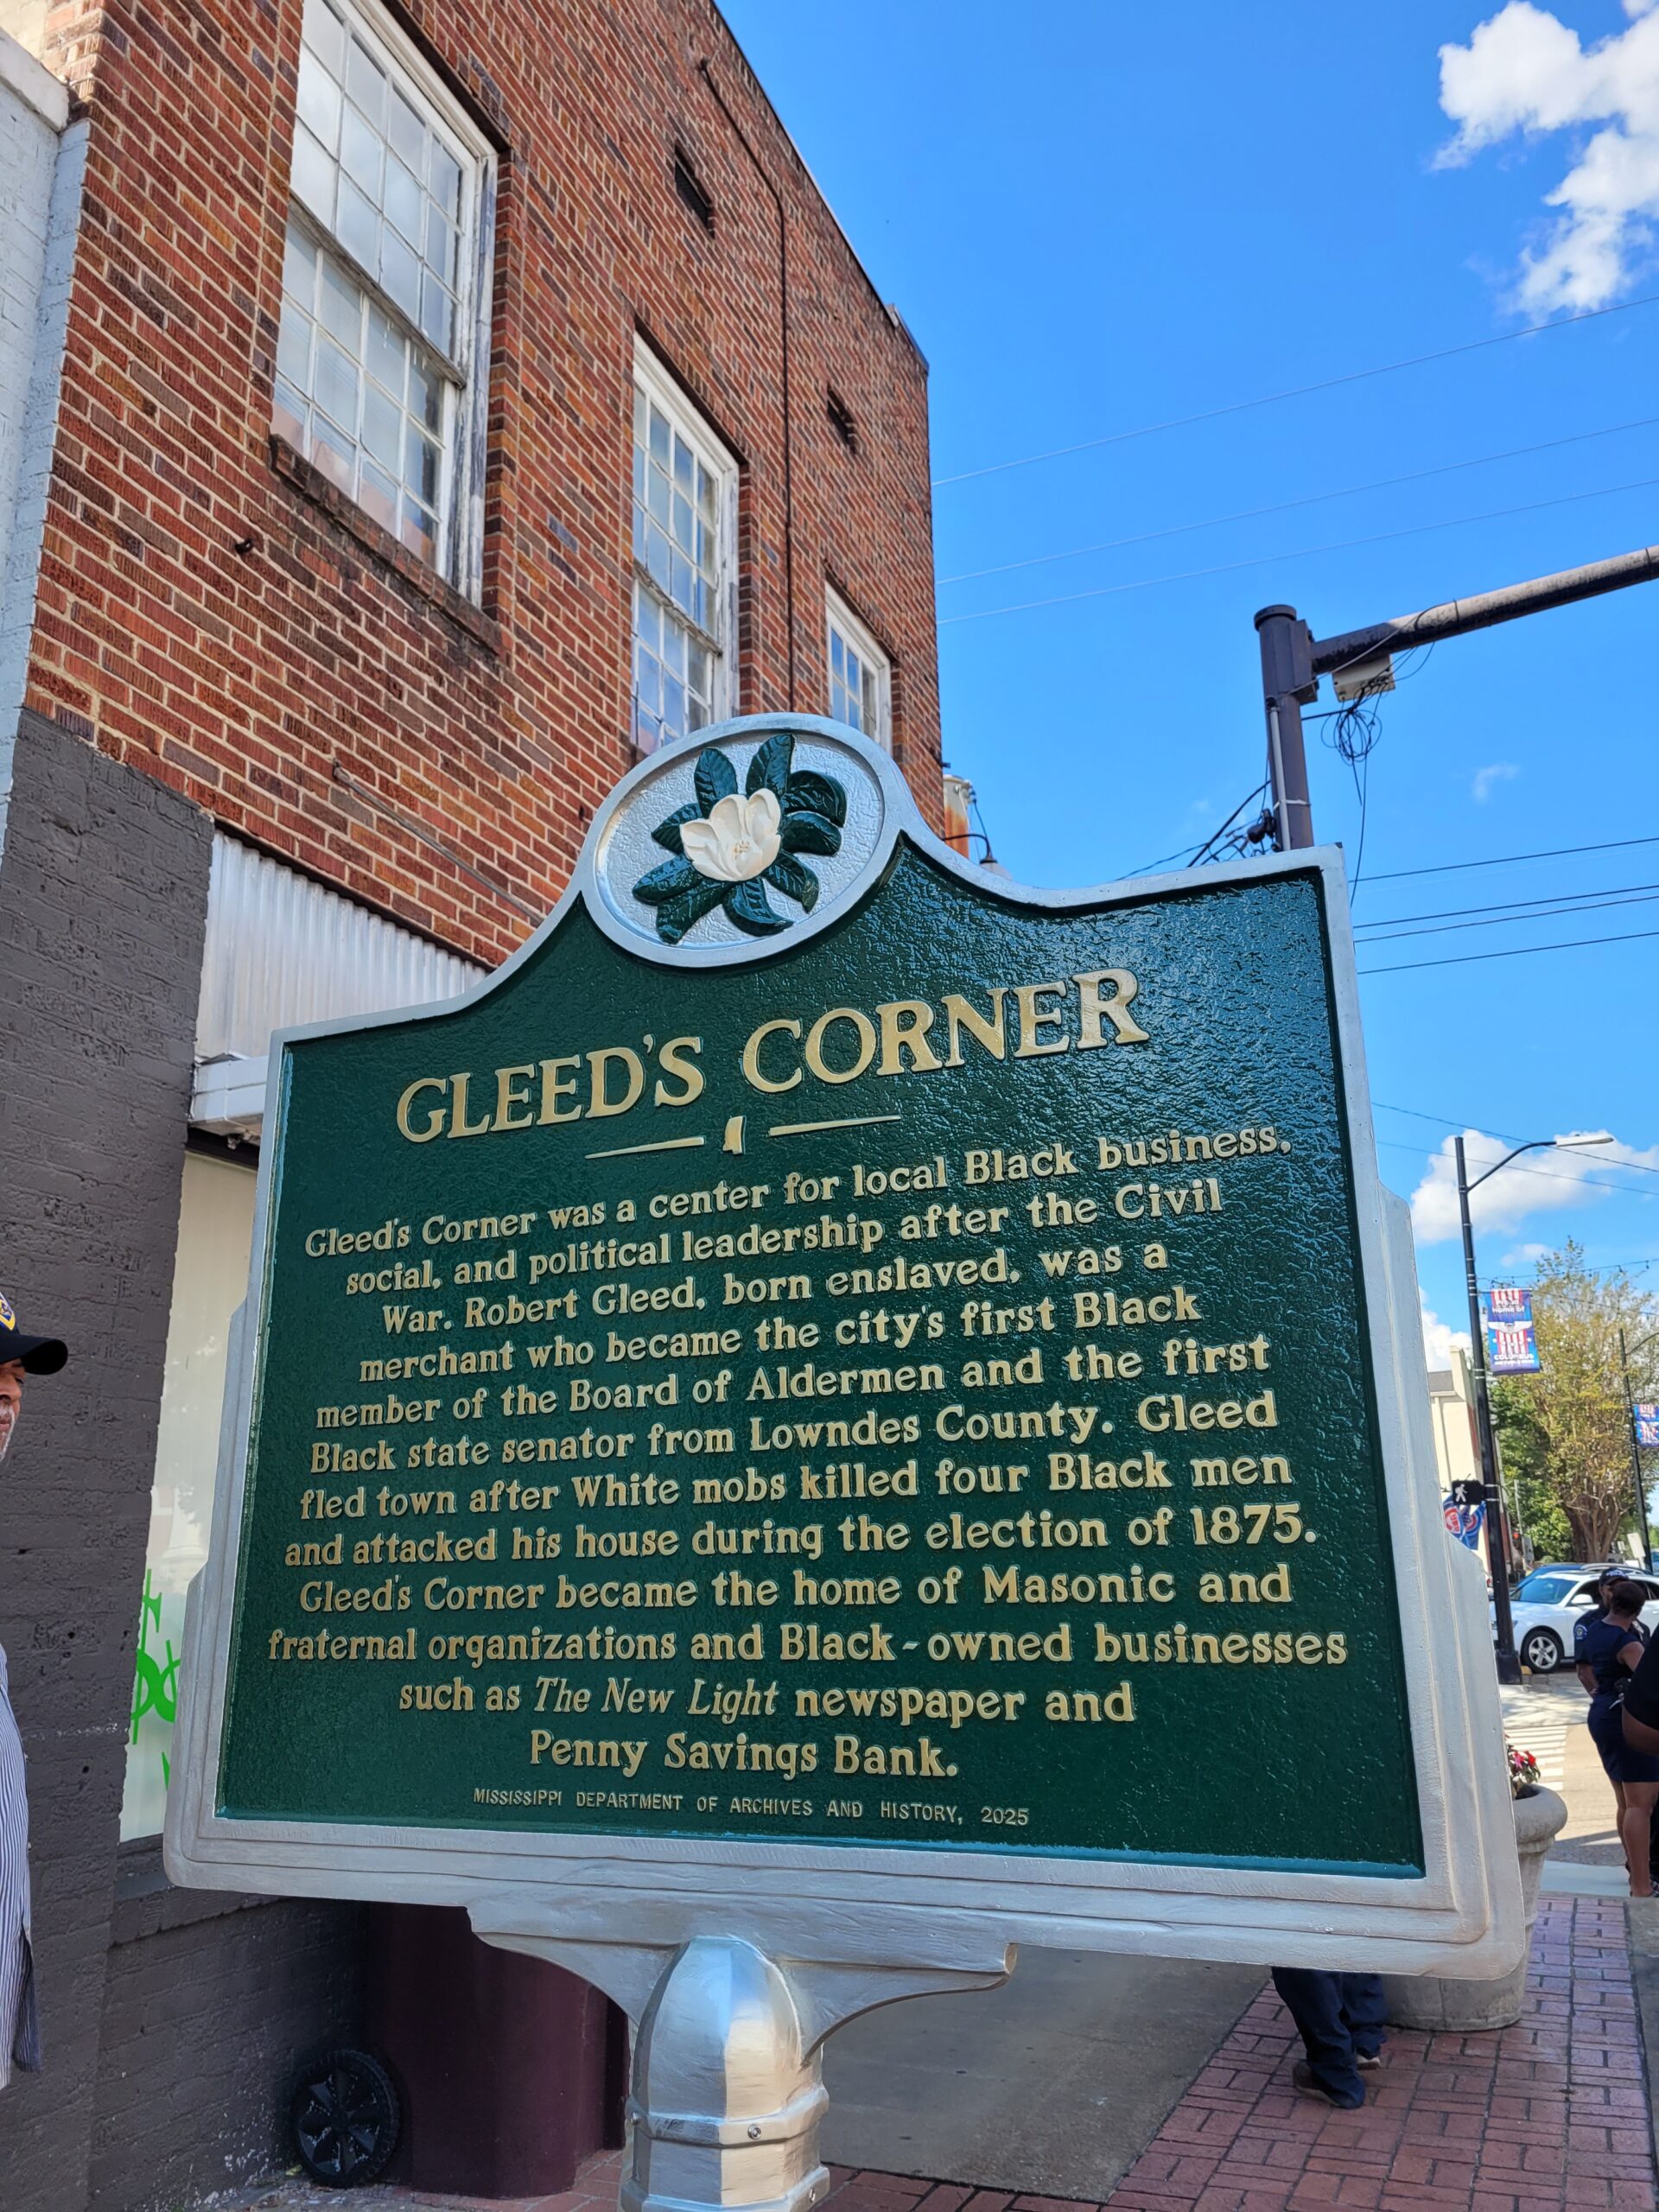 GLEED'S CORNER
Gleed's Corner was a center for local Black business,
social, and political leadership after the Civil
War. Robert Gleed, born enslaved, was a
merchant who became the city's first Black
member of the Board of Aldermen and the first
Black state senator from Lowndes County. Gleed
fled town after White mobs killed four Black men
and attacked his house during the election of 1875.
Gleed's Corner became the home of Masonic and
fraternal organizations and Black-owned businesses
such as The New Light newspaper and
Penny Savings Bank.
MISSISSIPPI DEPARTMENT OF ARCHIVES AND HISTORY, 2025
Home of
COLUMBUS